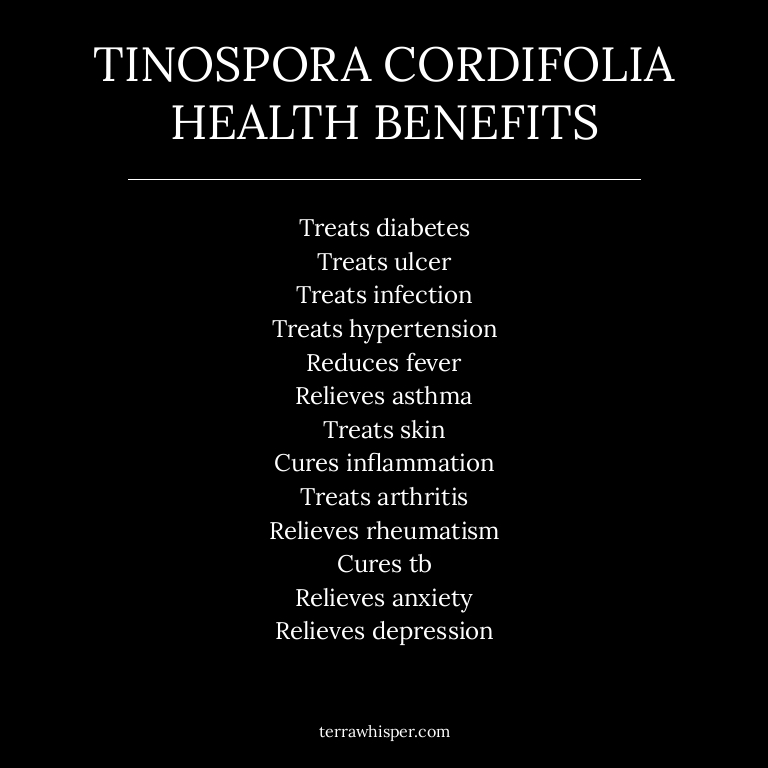 TINOSPORA CORDIFOLIA
HEALTH BENEFITS
Treats diabetes
Treats ulcer
Treats infection
Treats hypertension
Reduces fever
Relieves asthma
Treats skin
Cures inflammation
Treats arthritis
Relieves rheumatism
Cures tb
Relieves anxiety
Relieves depression
terrawhisper.com